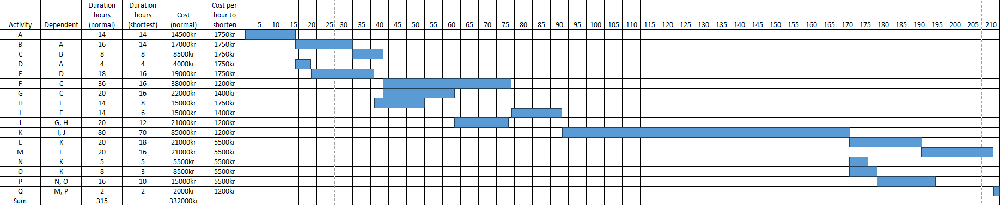 Activity Dependent Duration hours (normal) Duration hours (shortest) Cost (normal) Cost per hour to shorten 5 10 15 20 25 30 35 40 45 50 55 60 65 70 75 80 85 90 95 100 105 110 115 120 125 130 135 140 145 150 155 160 165 170 175 180 185 190 195 200 205 210
A - 14 14 14500kr 1750kr
B A 16 14 17000kr 1750kr
C B 8 8 8500kr 1750kr
D A 4 4 4000kr 1750kr
E D 18 16 19000kr 1750kr
F C 36 16 38000kr 1200kr
G C 20 16 22000kr 1400kr
H E 14 8 15000kr 1750kr
I F 14 6 15000kr 1400kr
J G, H 20 12 21000kr 1200kr
K I, J 80 70 85000kr 1200kr
L K 20 18 21000kr 5500kr
M L 20 16 21000kr 5500kr
N K 5 5 5500kr 5500kr
O K 8 3 8500kr 5500kr
P N, O 16 10 15000kr 5500kr
Q M, P 2 2 2000kr 1200kr
Sum 315 332000kr